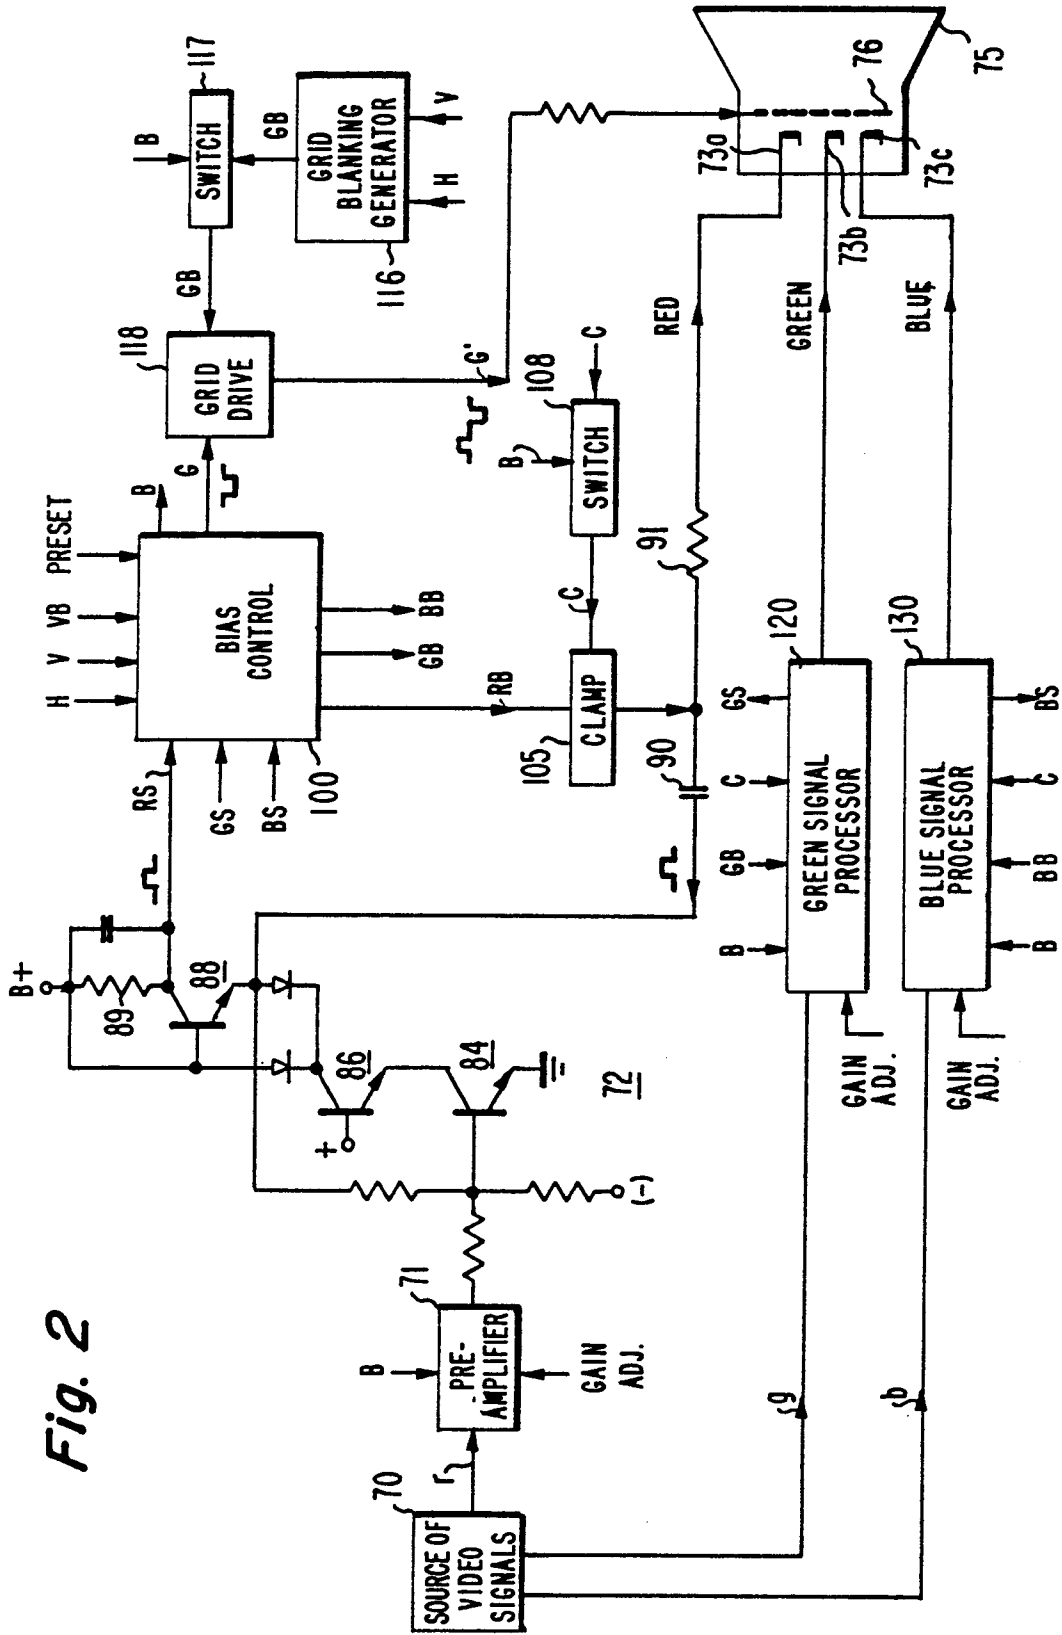 Fig. 2
B+
89
88
86
+
84
72
(-)
71
B
PRE-
AMPLIFIER
GAIN
ADJ.
r
70
SOURCE OF
VIDEO
SIGNALS
g
b
RS
GS
BS
H
V
VB
PRESET
BIAS
CONTROL
100
B
G
RB
GB
BB
118
GRID
DRIVE
GB
B
SWITCH
117
GB
GRID
BLANKING
GENERATOR
116
H
V
G'
105
CLAMP
C
B
SWITCH
108
C
90
91
RED
GREEN
BLUE
73a
73b
73c
76
75
B
GB
C
GS
GREEN SIGNAL
PROCESSOR
120
GAIN
ADJ.
BLUE SIGNAL
PROCESSOR
130
B
BB
C
BS
GAIN
ADJ.